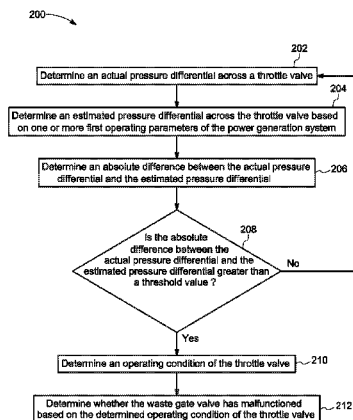 200
202
Determine an actual pressure differential across a throttle valve
204
Determine an estimated pressure differential across the throttle valve based
on one or more first operating parameters of the power generation system
Determine an absolute difference between the actual pressure
differential and the estimated pressure differential
206
208
Is the absolute
difference between the
actual pressure differential and the
estimated pressure differential greater than
a threshold value ?
No
Yes
Determine an operating condition of the throttle valve
210
Determine whether the waste gate valve has malfunctioned
based on the determined operating condition of the throttle valve
212